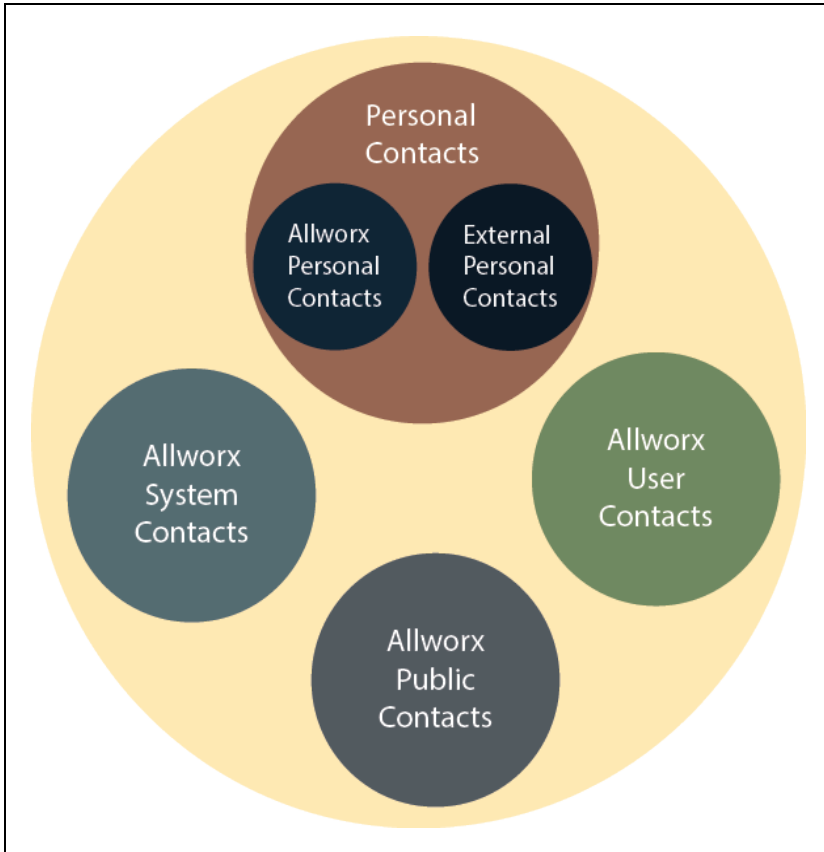 Personal
Contacts
Allworx
Personal
Contacts
External
Personal
Contacts
Allworx
System
Contacts
Allworx
User
Contacts
Allworx
Public
Contacts